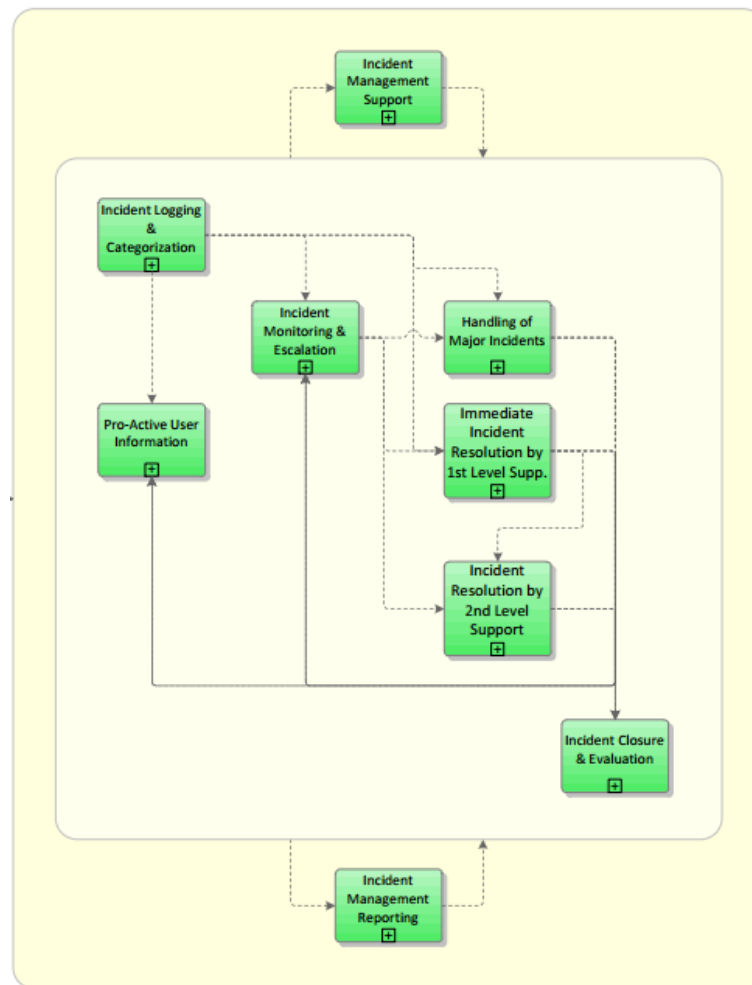 Incident
Management
Support
Incident Logging
&
Categorization
Incident
Monitoring &
Escalation
Handling of
Major Incidents
Pro-Active User
Information
Immediate
Incident
Resolution by
1st Level Supp.
Incident
Resolution by
2nd Level
Support
Incident Closure
& Evaluation
Incident
Management
Reporting